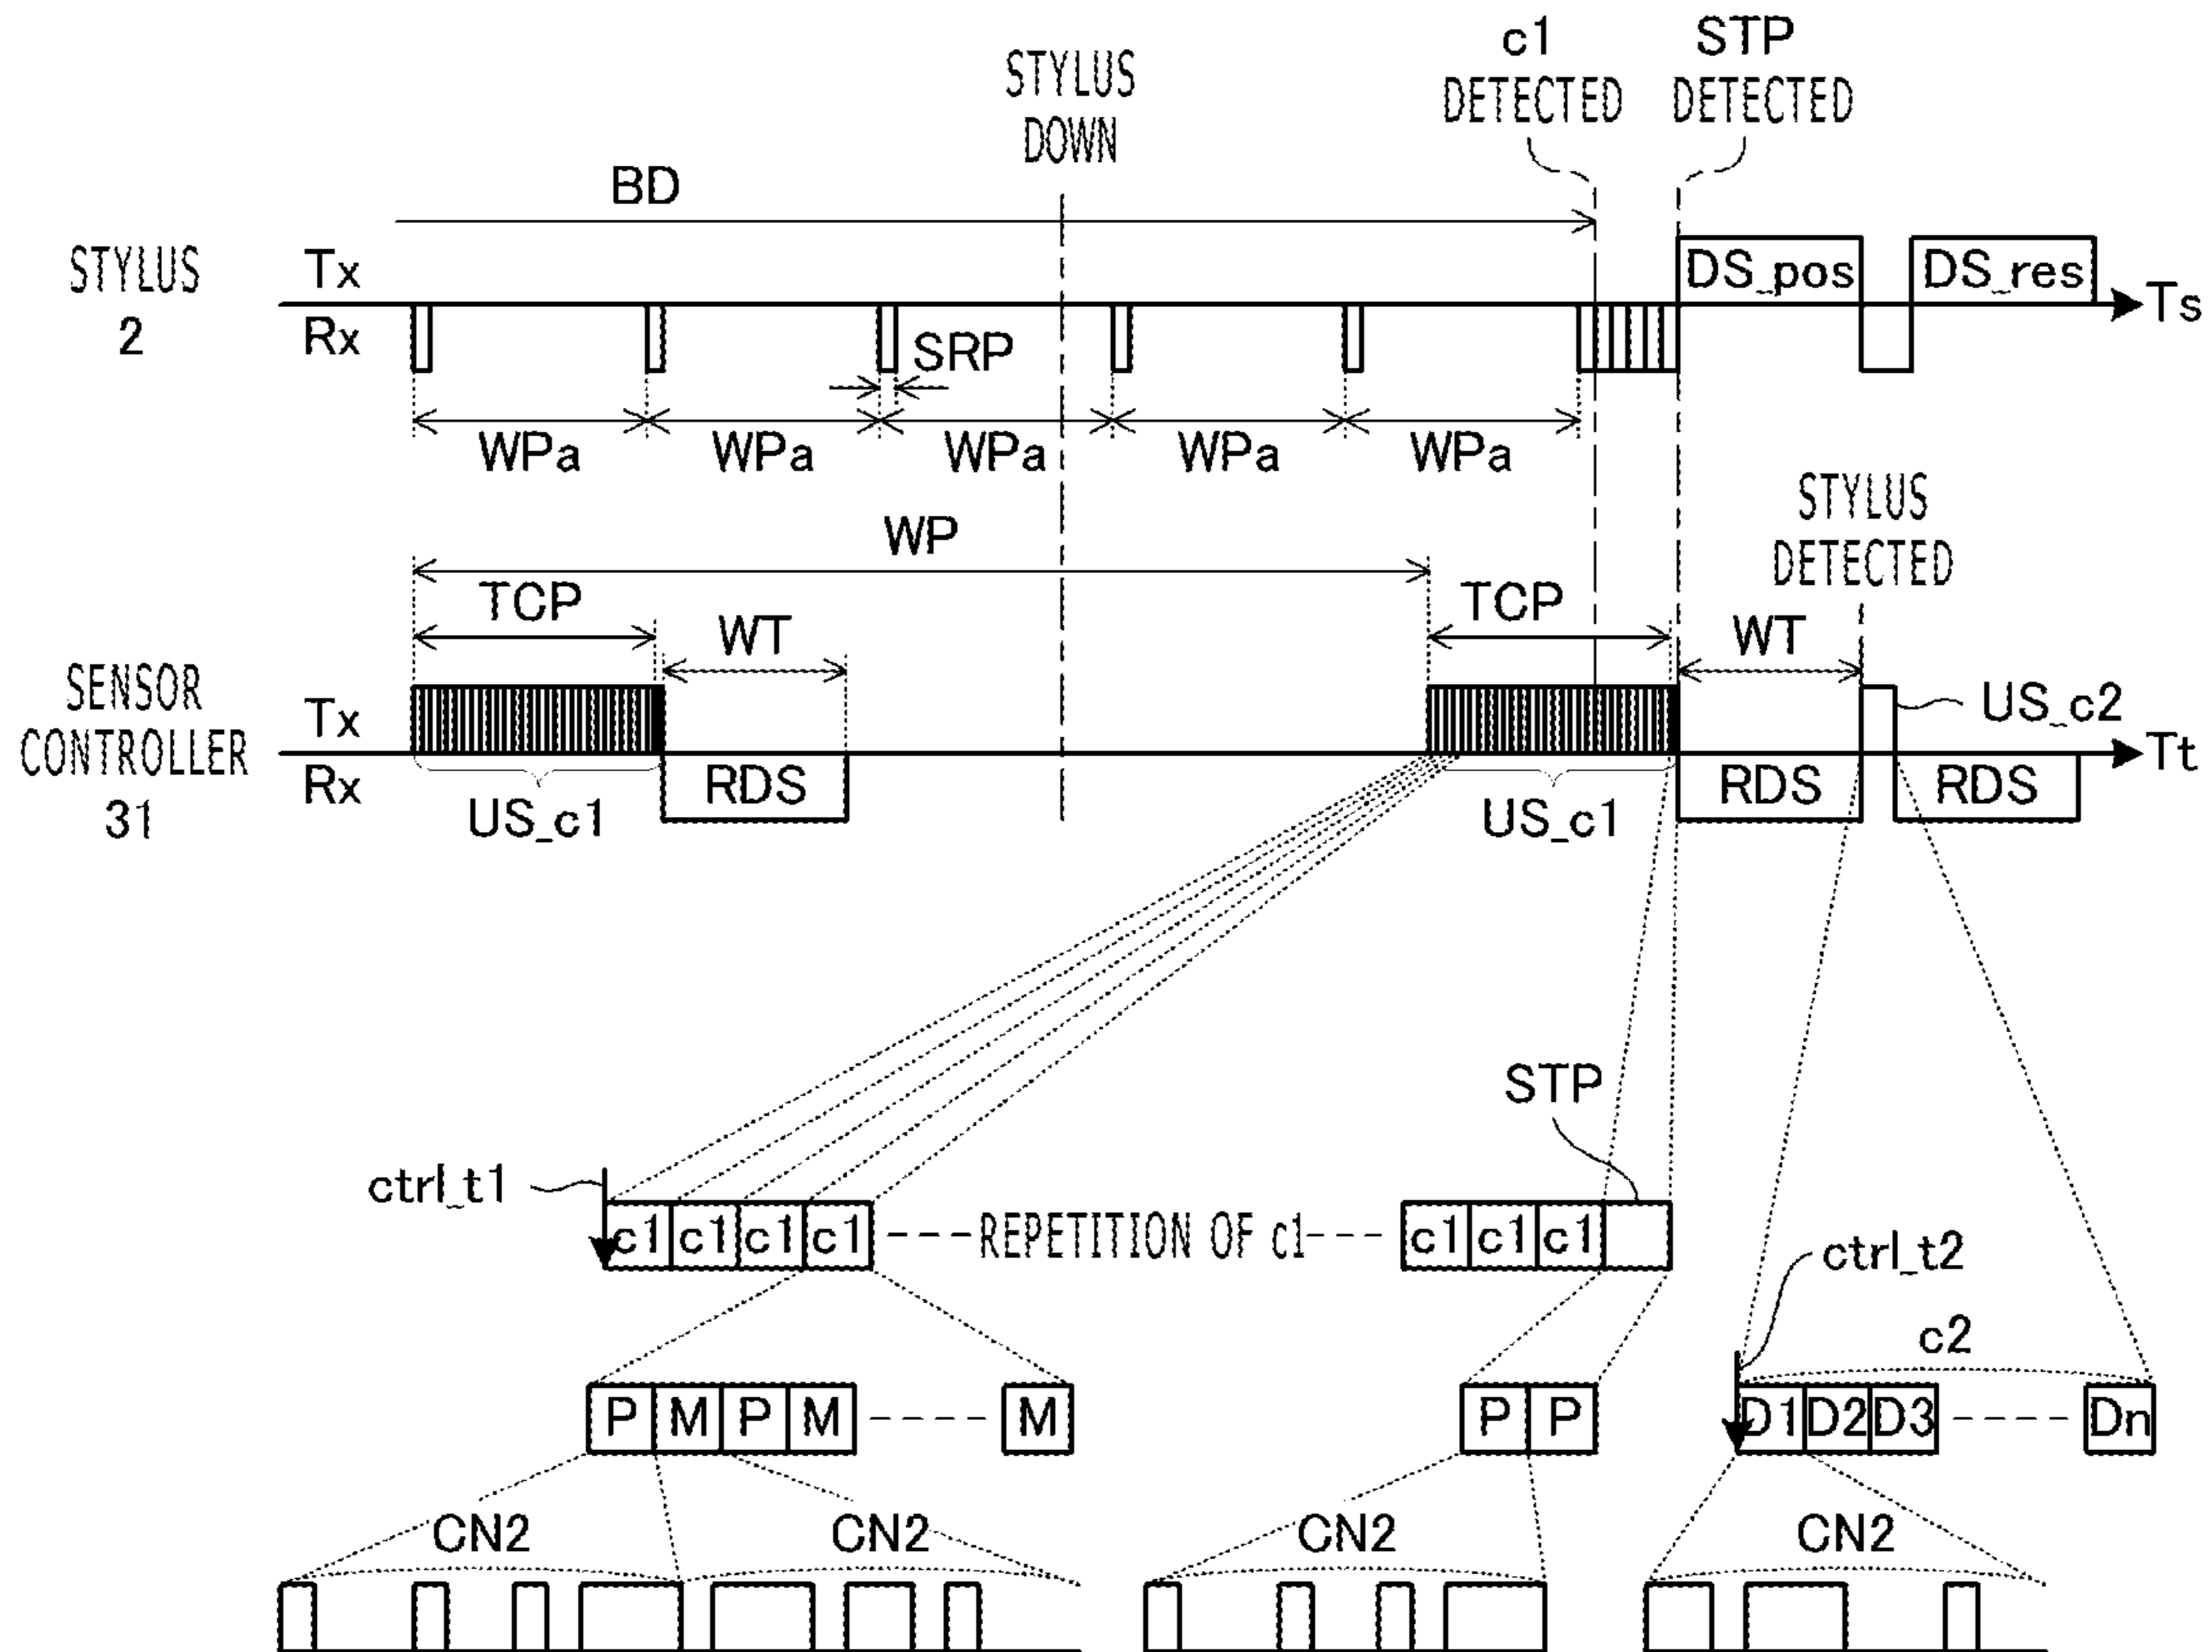 c1 DETECTED
STP DETECTED
STYLUS DOWN
BD
STYLUS 2
Tx
Rx
DS_pos
DS_res
Ts
SRP
WPa
WPa
WPa
WPa
WPa
STYLUS DETECTED
WP
TCP
WT
TCP
WT
SENSOR CONTROLLER 31
Tx
Rx
US_c2
Tt
RDS
RDS
RDS
US_c1
US_c1
STP
ctrl_t1
c1 c1 c1 c1
REPETITION OF c1
c1 c1 c1
ctrl_t2
c2
P M P M
M
P P
D1 D2 D3
Dn
CN2
CN2
CN2
CN2